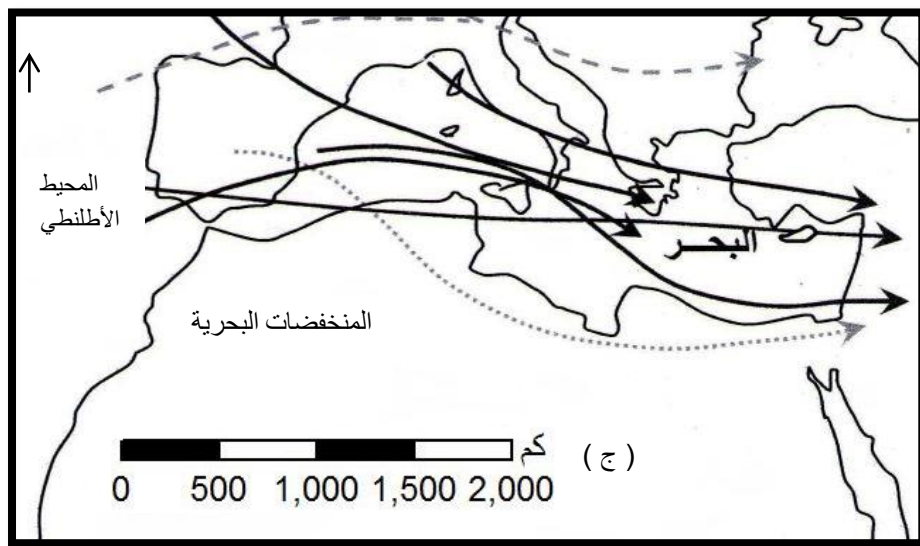 المحيط
الأطلنطي
البحر
المنخفضات البحرية
كم
( ج )
0 500 1,000 1,500 2,000